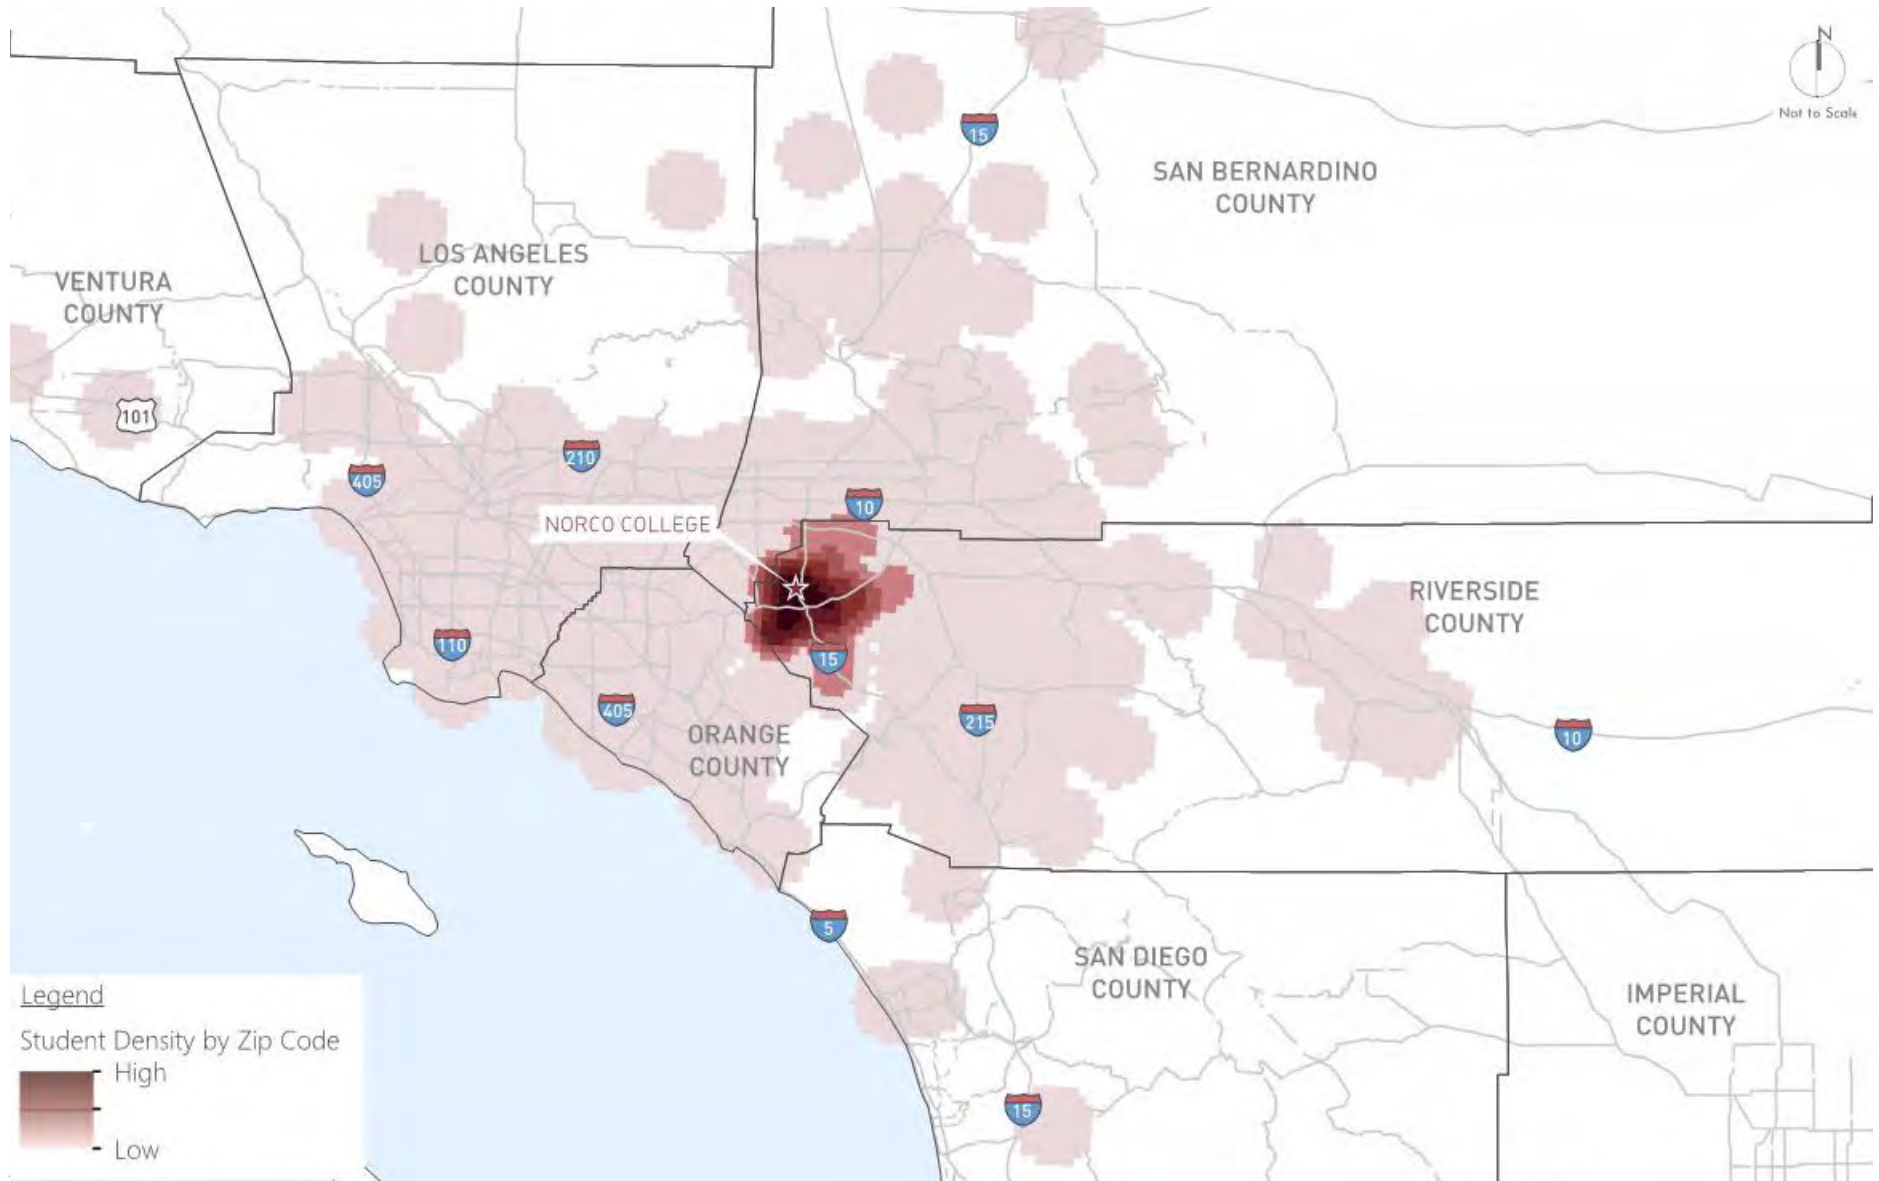 N
Not to Scale
15
SAN BERNARDINO
COUNTY
LOS ANGELES
COUNTY
VENTURA
COUNTY
101
210
405
10
NORCO COLLEGE
RIVERSIDE
COUNTY
110
15
405
215
ORANGE
COUNTY
10
5
SAN DIEGO
COUNTY
IMPERIAL
COUNTY
15
Legend
Student Density by Zip Code
High
Low